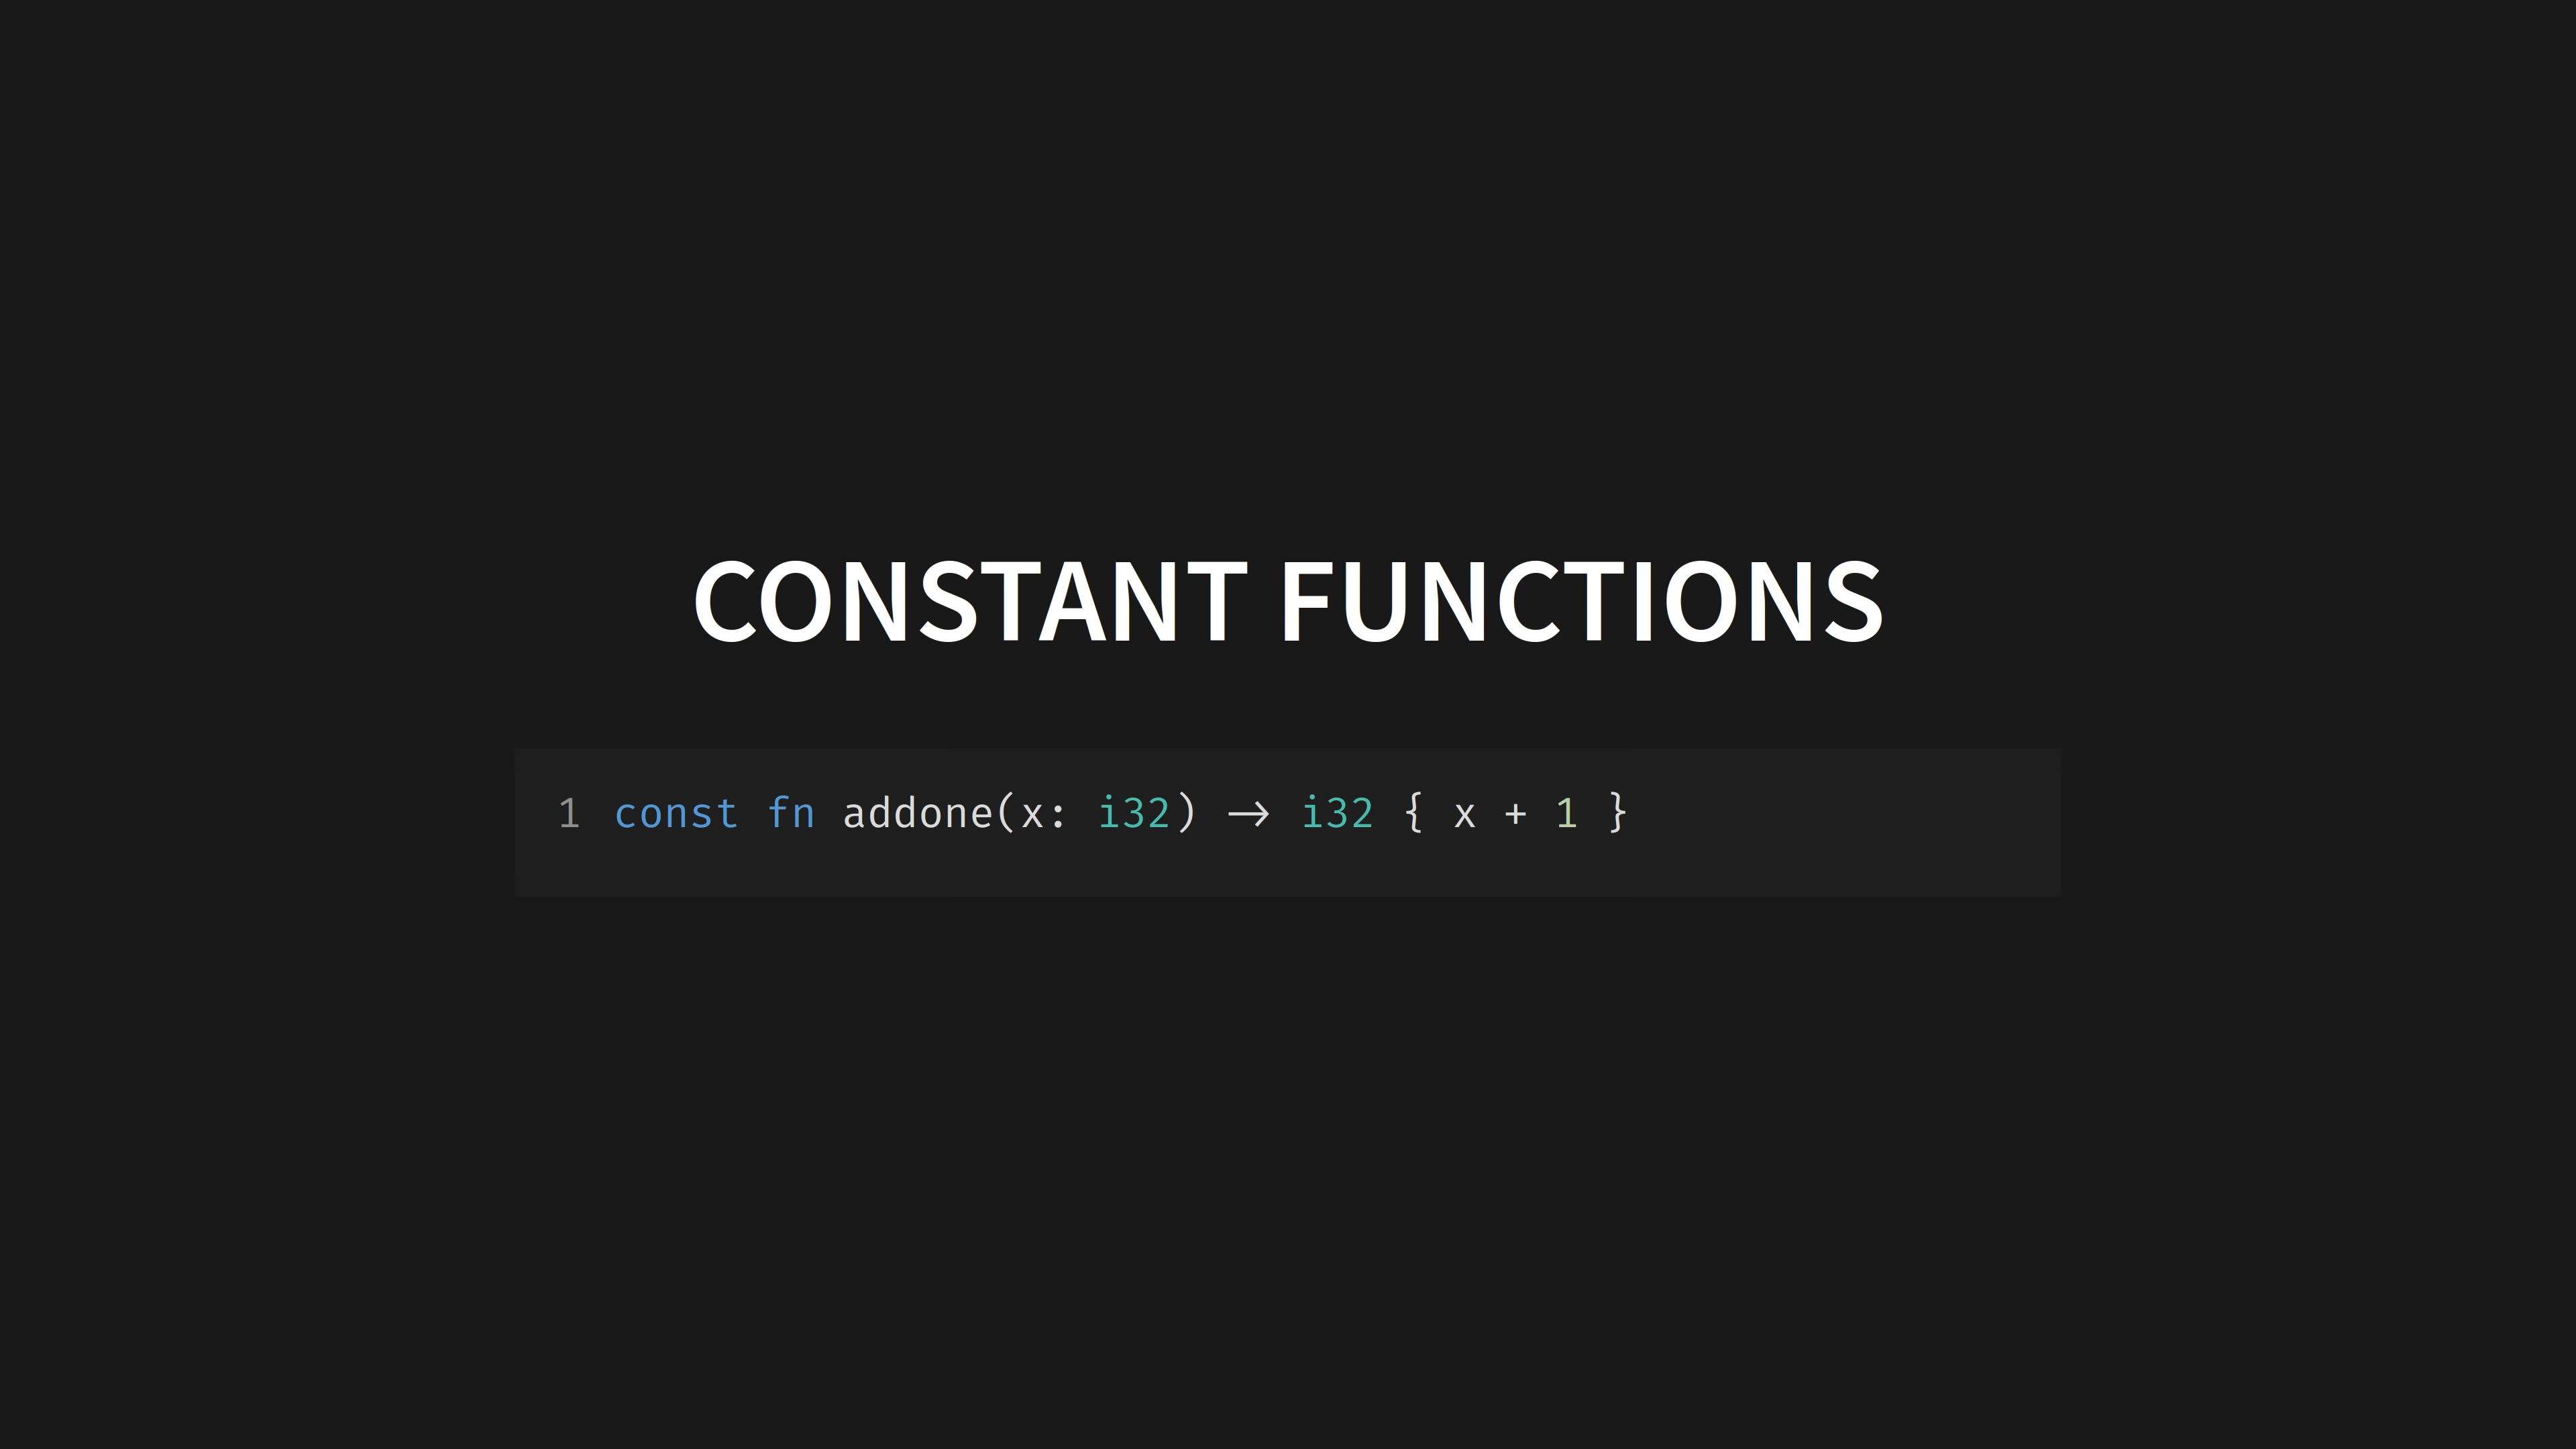 CONSTANT FUNCTIONS
1 const fn addone(x: i32) -> i32 { x + 1 }